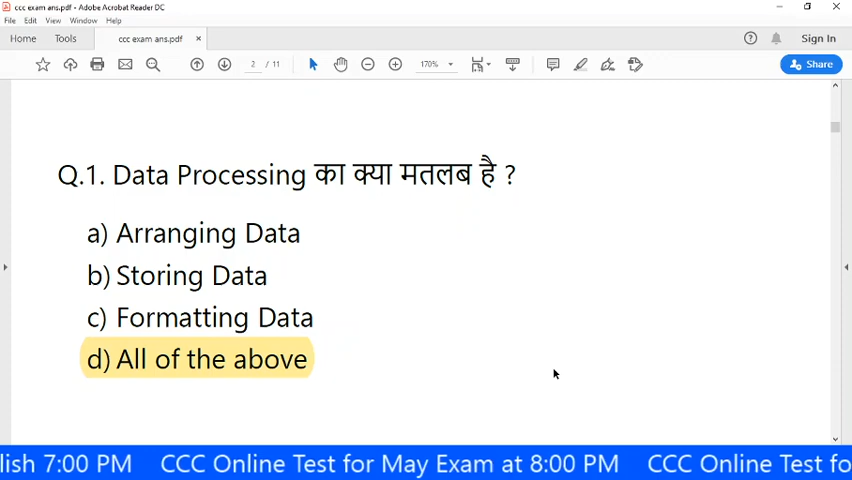 ccc exam ans.pdf - Adobe Acrobat Reader DC
File Edit View Window Help
Home Tools ccc exam ans.pdf × Sign In
2 / 11 170% Share
Q.1. Data Processing का क्या मतलब है ?
a) Arranging Data
b) Storing Data
c) Formatting Data
d) All of the above
lish 7:00 PM CCC Online Test for May Exam at 8:00 PM CCC Online Test fo